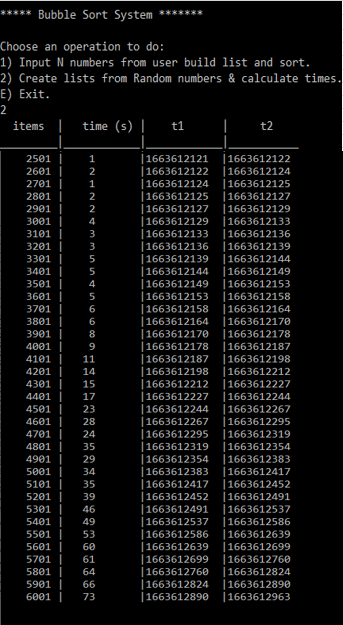 ***** Bubble Sort System *******
Choose an operation to do:
1) Input N numbers from user build list and sort.
2) Create lists from Random numbers & calculate times.
E) Exit.
2
items | time (s) | t1 | t2
________|___________|___________|__________
2501 | 1 |1663612121 |1663612122
2601 | 2 |1663612122 |1663612124
2701 | 1 |1663612124 |1663612125
2801 | 2 |1663612125 |1663612127
2901 | 2 |1663612127 |1663612129
3001 | 4 |1663612129 |1663612133
3101 | 3 |1663612133 |1663612136
3201 | 3 |1663612136 |1663612139
3301 | 5 |1663612139 |1663612144
3401 | 5 |1663612144 |1663612149
3501 | 4 |1663612149 |1663612153
3601 | 5 |1663612153 |1663612158
3701 | 6 |1663612158 |1663612164
3801 | 6 |1663612164 |1663612170
3901 | 8 |1663612170 |1663612178
4001 | 9 |1663612178 |1663612187
4101 | 11 |1663612187 |1663612198
4201 | 14 |1663612198 |1663612212
4301 | 15 |1663612212 |1663612227
4401 | 17 |1663612227 |1663612244
4501 | 23 |1663612244 |1663612267
4601 | 28 |1663612267 |1663612295
4701 | 24 |1663612295 |1663612319
4801 | 35 |1663612319 |1663612354
4901 | 29 |1663612354 |1663612383
5001 | 34 |1663612383 |1663612417
5101 | 35 |1663612417 |1663612452
5201 | 39 |1663612452 |1663612491
5301 | 46 |1663612491 |1663612537
5401 | 49 |1663612537 |1663612586
5501 | 53 |1663612586 |1663612639
5601 | 60 |1663612639 |1663612699
5701 | 61 |1663612699 |1663612760
5801 | 64 |1663612760 |1663612824
5901 | 66 |1663612824 |1663612890
6001 | 73 |1663612890 |1663612963